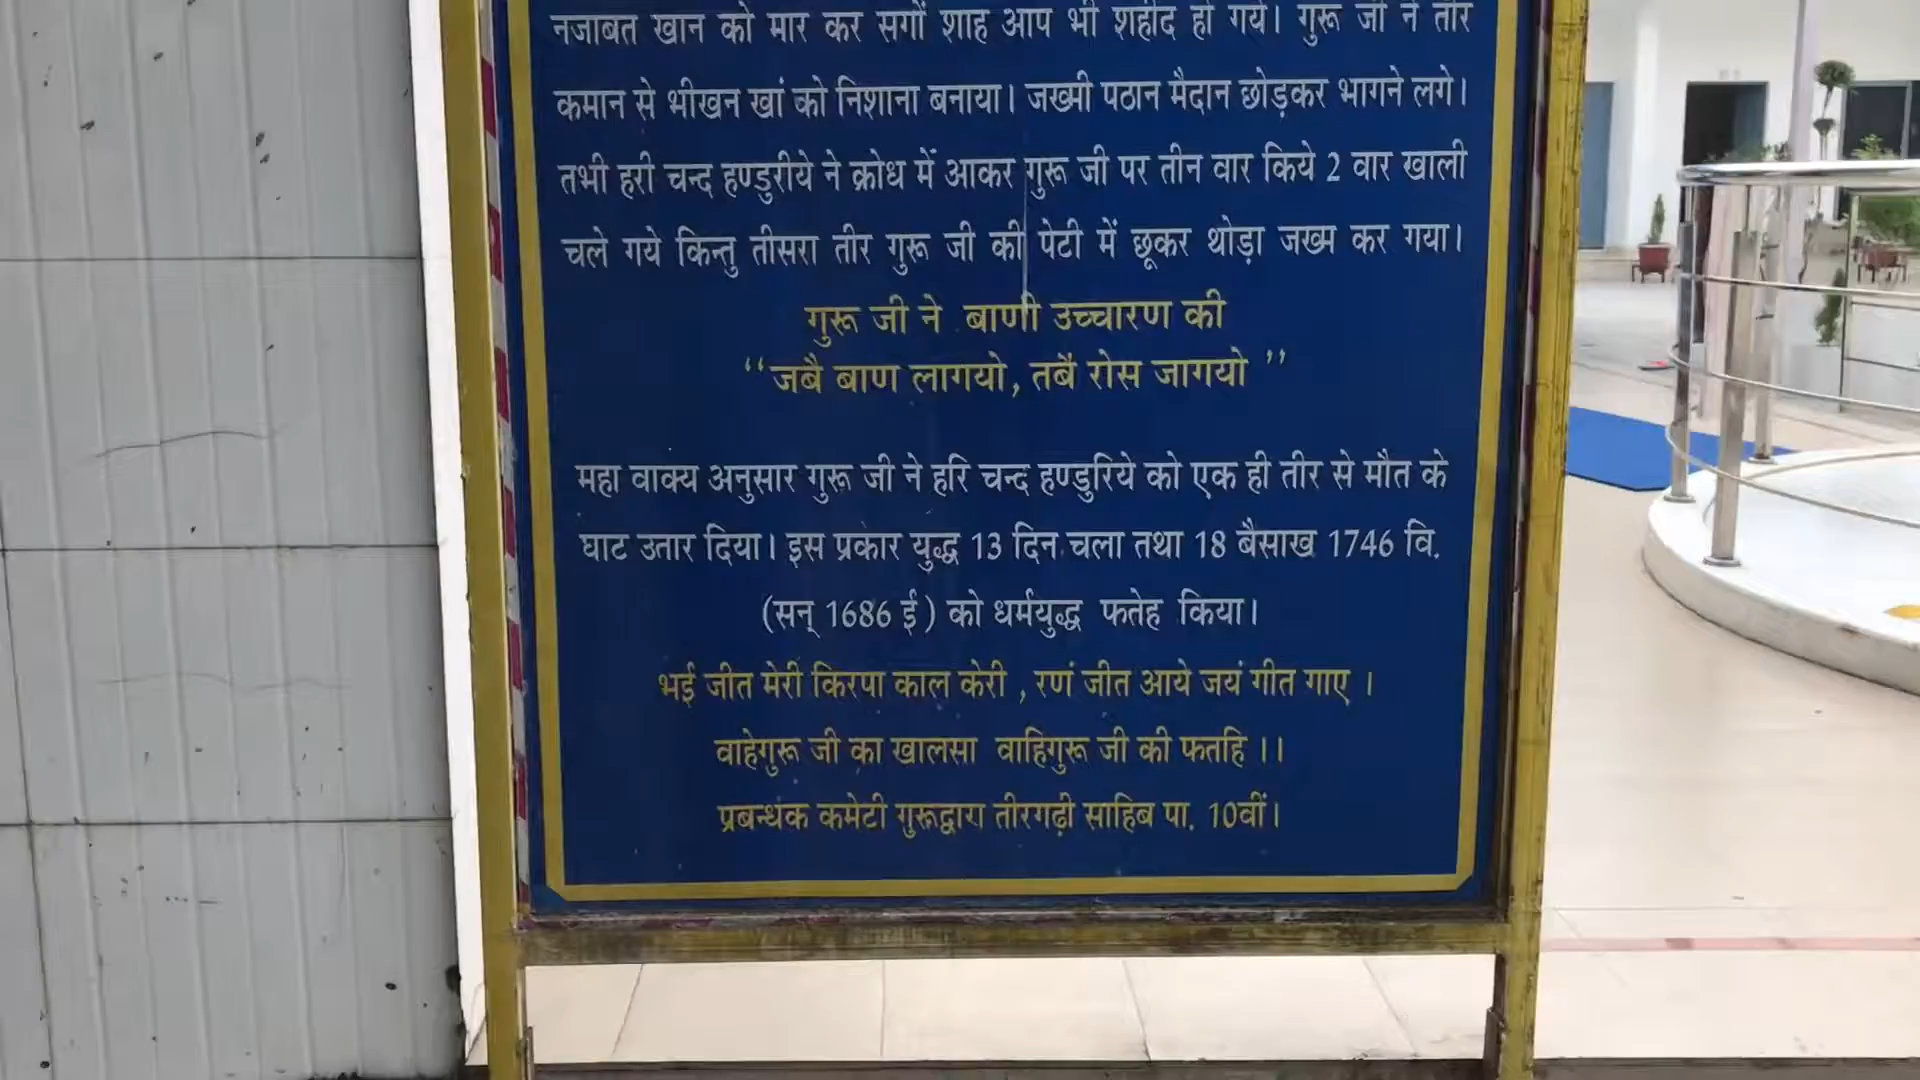 नजाबत खान को मार कर सगों शाह आप भी शहीद हो गये। गुरू जी ने तीर
कमान से भीखन खां को निशाना बनाया। जख्मी पठान मैदान छोड़कर भागने लगे।
तभी हरी चन्द हण्डुरीये ने क्रोध में आकर गुरू जी पर तीन वार किये 2 वार खाली
चले गये किन्तु तीसरा तीर गुरू जी की पेटी में छूकर थोड़ा जख्म कर गया।
गुरू जी ने बाणी उच्चारण की
“जबै बाण लागयो, तबै रोस जागयो ”
महा वाक्य अनुसार गुरू जी ने हरि चन्द हण्डुरिये को एक ही तीर से मौत के
घाट उतार दिया। इस प्रकार युद्ध 13 दिन चला तथा 18 बैसाख 1746 वि.
(सन् 1686 ई) को धर्मयुद्ध फतेह किया।
भई जीत मेरी किरपा काल केरी , रणं जीत आये जयं गीत गाए ।
वाहेगुरू जी का खालसा वाहिगुरू जी की फतहि ।।
प्रबन्धक कमेटी गुरूद्वारा तीरगढ़ी साहिब पा. 10वीं।